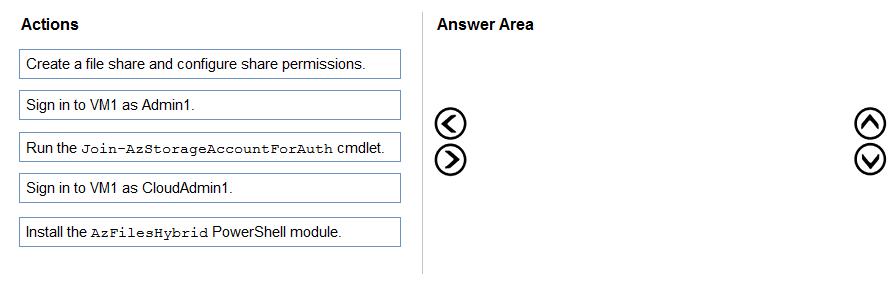 Actions
Answer Area
Create a file share and configure share permissions.
Sign in to VM1 as Admin1.
Run the Join-AzStorageAccountForAuth cmdlet.
Sign in to VM1 as CloudAdmin1.
Install the AzFilesHybrid PowerShell module.